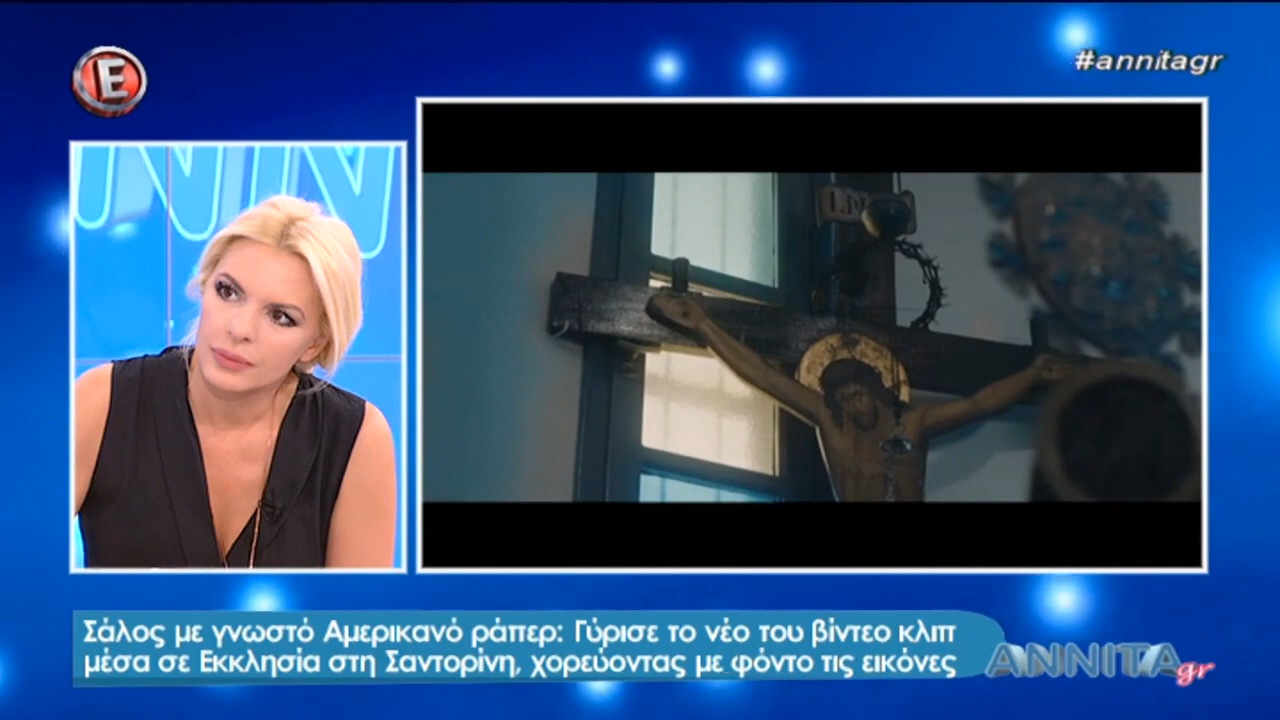 E
#annitagr
NN
Σάλος με γνωστό Αμερικανό ράπερ: Γύρισε το νέο του βίντεο κλιπ
μέσα σε Εκκλησία στη Σαντορίνη, χορεύοντας με φόντο τις εικόνες
ANNITAgr